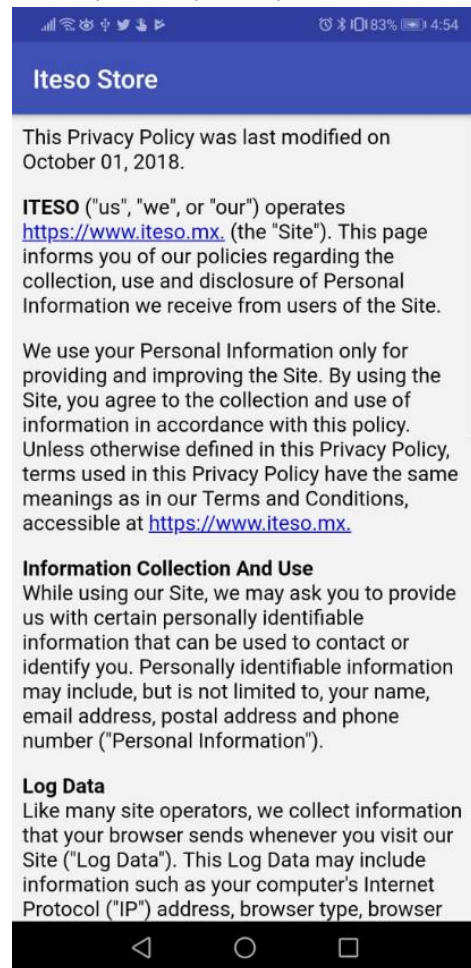 83% 4:54
Iteso Store
This Privacy Policy was last modified on
October 01, 2018.
ITESO ("us", "we", or "our") operates
https://www.iteso.mx. (the "Site"). This page
informs you of our policies regarding the
collection, use and disclosure of Personal
Information we receive from users of the Site.
We use your Personal Information only for
providing and improving the Site. By using the
Site, you agree to the collection and use of
information in accordance with this policy.
Unless otherwise defined in this Privacy Policy,
terms used in this Privacy Policy have the same
meanings as in our Terms and Conditions,
accessible at https://www.iteso.mx.
Information Collection And Use
While using our Site, we may ask you to provide
us with certain personally identifiable
information that can be used to contact or
identify you. Personally identifiable information
may include, but is not limited to, your name,
email address, postal address and phone
number ("Personal Information").
Log Data
Like many site operators, we collect information
that your browser sends whenever you visit our
Site ("Log Data"). This Log Data may include
information such as your computer's Internet
Protocol ("IP") address, browser type, browser